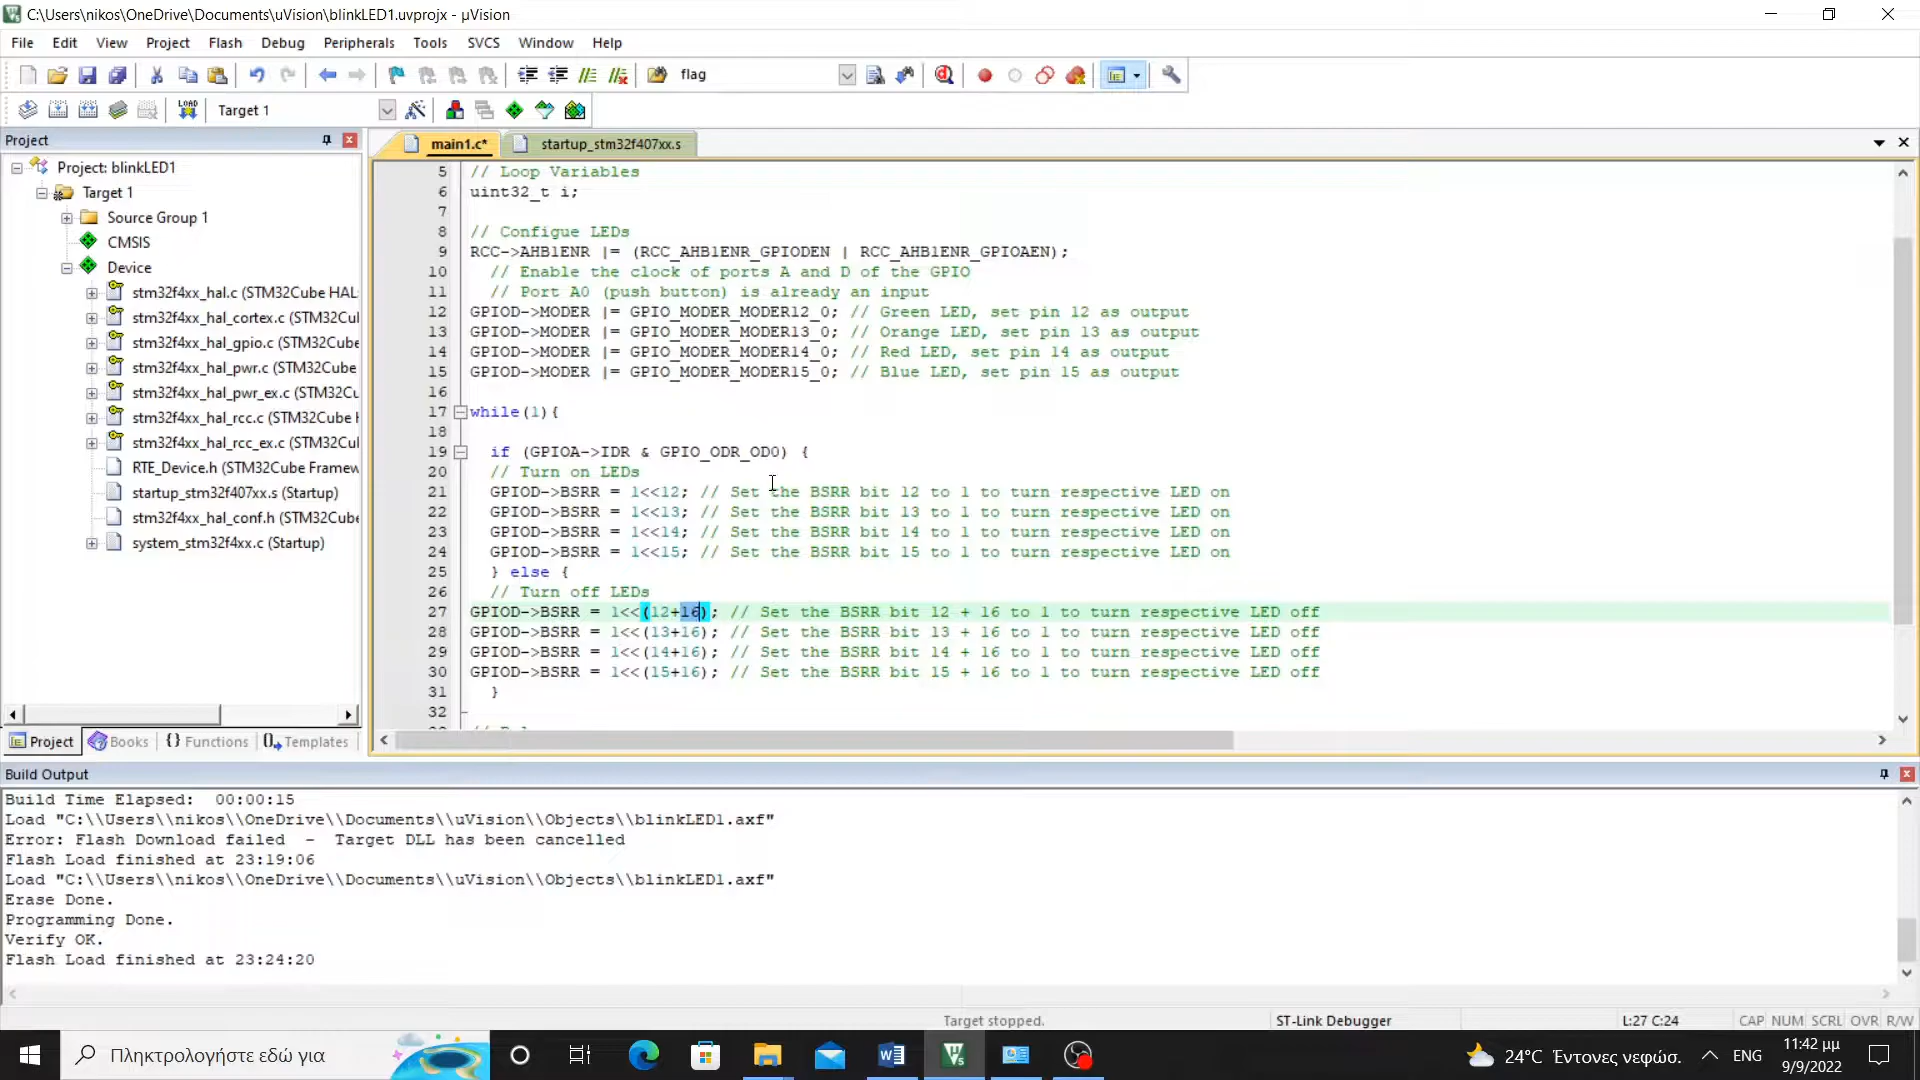 C:\Users\nikos\OneDrive\Documents\uVision\blinkLED1.uvprojx - µVision
File Edit View Project Flash Debug Peripherals Tools SVCS Window Help
flag
LOAD Target 1
Project
main1.c* startup_stm32f407xx.s
Project: blinkLED1
Target 1
Source Group 1
CMSIS
Device
stm32f4xx_hal.c (STM32Cube HAL
stm32f4xx_hal_cortex.c (STM32Cul
stm32f4xx_hal_gpio.c (STM32Cube
stm32f4xx_hal_pwr.c (STM32Cube
stm32f4xx_hal_pwr_ex.c (STM32Cu
stm32f4xx_hal_rcc.c (STM32Cube H
stm32f4xx_hal_rcc_ex.c (STM32Cul
RTE_Device.h (STM32Cube Framew
startup_stm32f407xx.s (Startup)
stm32f4xx_hal_conf.h (STM32Cube
system_stm32f4xx.c (Startup)
Project Books {} Functions Templates
5 // Loop Variables
6 uint32_t i;
7
8 // Configue LEDs
9 RCC->AHB1ENR |= (RCC_AHB1ENR_GPIODEN | RCC_AHB1ENR_GPIOAEN);
10 // Enable the clock of ports A and D of the GPIO
11 // Port A0 (push button) is already an input
12 GPIOD->MODER |= GPIO_MODER_MODER12_0; // Green LED, set pin 12 as output
13 GPIOD->MODER |= GPIO_MODER_MODER13_0; // Orange LED, set pin 13 as output
14 GPIOD->MODER |= GPIO_MODER_MODER14_0; // Red LED, set pin 14 as output
15 GPIOD->MODER |= GPIO_MODER_MODER15_0; // Blue LED, set pin 15 as output
16
17 while(1){
18
19 if (GPIOA->IDR & GPIO_ODR_OD0) {
20 // Turn on LEDs
21 GPIOD->BSRR = 1<<12; // Set the BSRR bit 12 to 1 to turn respective LED on
22 GPIOD->BSRR = 1<<13; // Set the BSRR bit 13 to 1 to turn respective LED on
23 GPIOD->BSRR = 1<<14; // Set the BSRR bit 14 to 1 to turn respective LED on
24 GPIOD->BSRR = 1<<15; // Set the BSRR bit 15 to 1 to turn respective LED on
25 } else {
26 // Turn off LEDs
27 GPIOD->BSRR = 1<<(12+16); // Set the BSRR bit 12 + 16 to 1 to turn respective LED off
28 GPIOD->BSRR = 1<<(13+16); // Set the BSRR bit 13 + 16 to 1 to turn respective LED off
29 GPIOD->BSRR = 1<<(14+16); // Set the BSRR bit 14 + 16 to 1 to turn respective LED off
30 GPIOD->BSRR = 1<<(15+16); // Set the BSRR bit 15 + 16 to 1 to turn respective LED off
31 }
32
Build Output
Build Time Elapsed: 00:00:15
Load "C:\\Users\\nikos\\OneDrive\\Documents\\uVision\\Objects\\blinkLED1.axf"
Error: Flash Download failed - Target DLL has been cancelled
Flash Load finished at 23:19:06
Load "C:\\Users\\nikos\\OneDrive\\Documents\\uVision\\Objects\\blinkLED1.axf"
Erase Done.
Programming Done.
Verify OK.
Flash Load finished at 23:24:20
Target stopped. ST-Link Debugger L:27 C:24 CAP NUM SCRL OVR R/W
Πληκτρολογήστε εδώ για 24°C Έντονες νεφώσ. ENG 11:42 μμ
9/9/2022